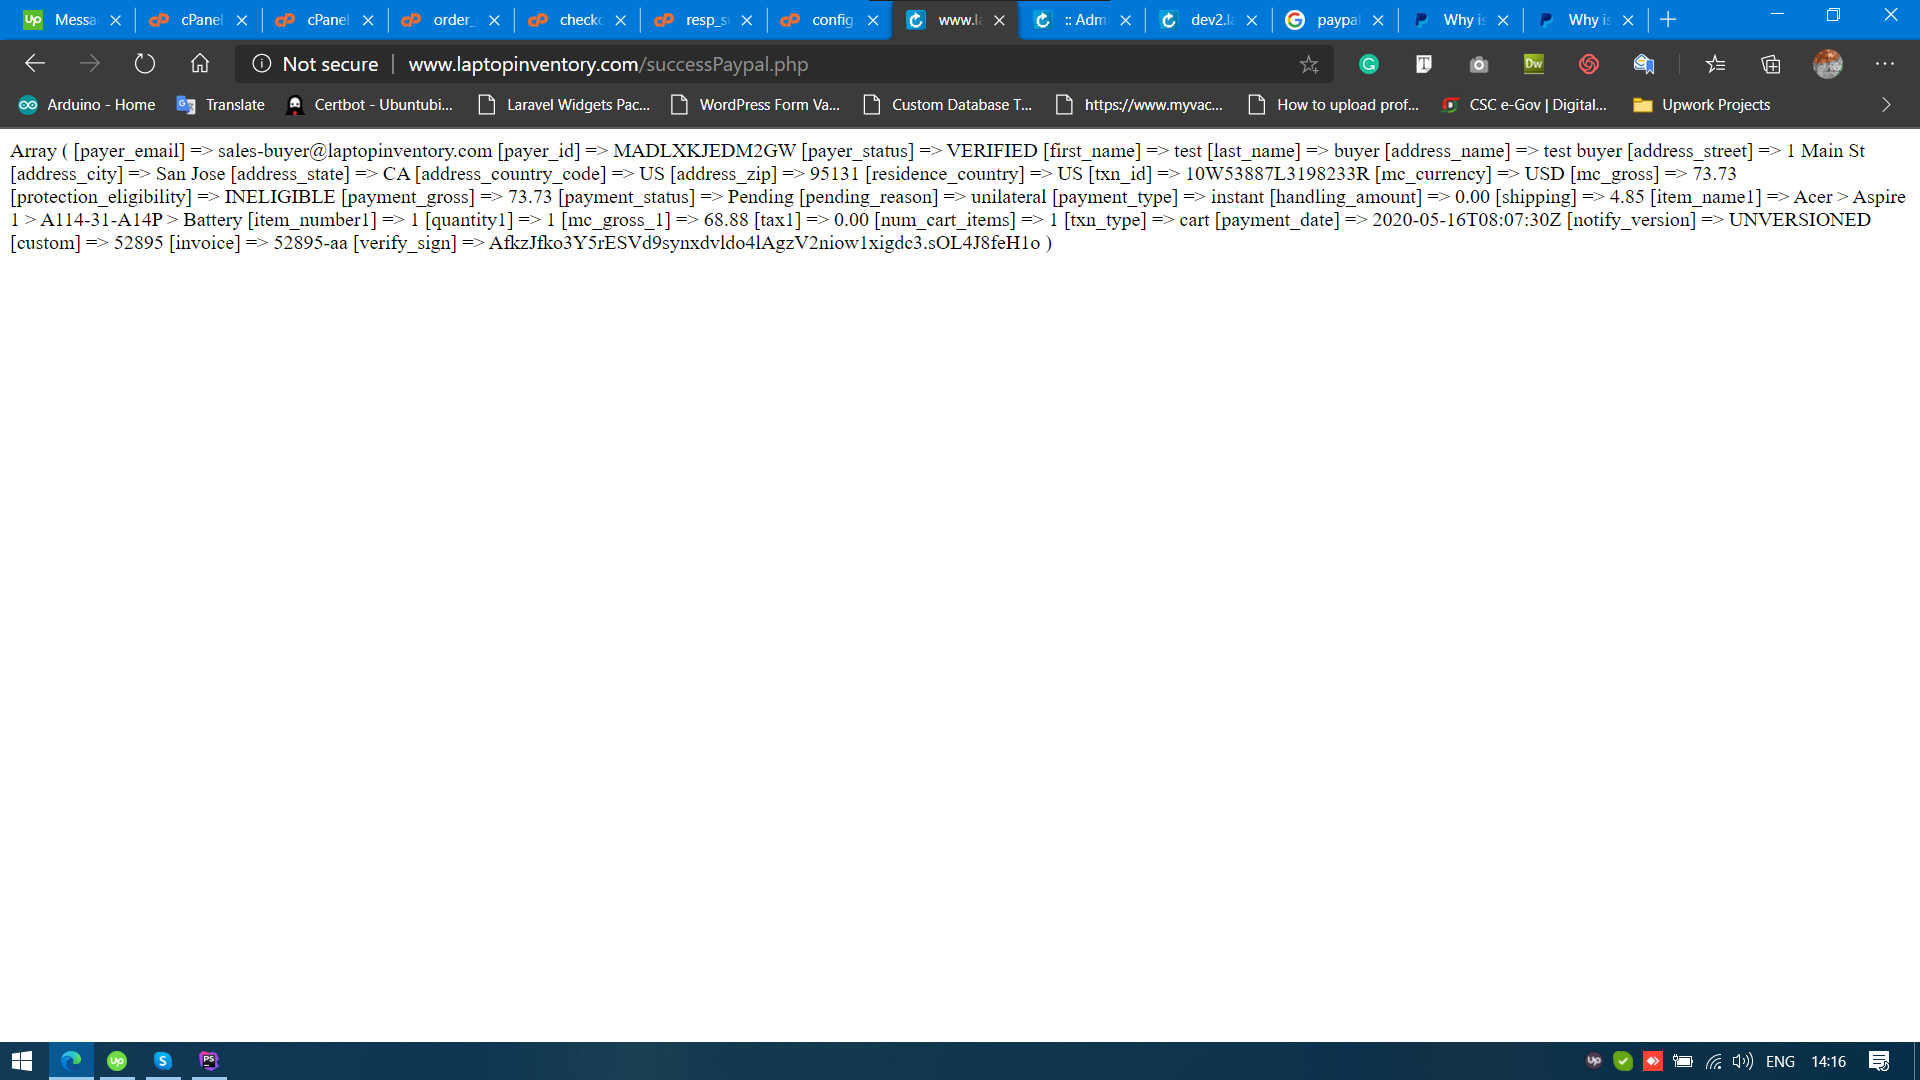 Messa cPanel cPanel order_ checko resp_su config. www.la :: Adm dev2.la paypal Why is Why is
Not secure www.laptopinventory.com/successPaypal.php
Arduino - Home Translate Certbot - Ubuntubi... Laravel Widgets Pac... WordPress Form Va... Custom Database T... https://www.myvac... How to upload prof... CSC e-Gov | Digital... Upwork Projects
Array ( [payer_email] => sales-buyer@laptopinventory.com [payer_id] => MADLXKJEDM2GW [payer_status] => VERIFIED [first_name] => test [last_name] => buyer [address_name] => test buyer [address_street] => 1 Main St
[address_city] => San Jose [address_state] => CA [address_country_code] => US [address_zip] => 95131 [residence_country] => US [txn_id] => 10W53887L3198233R [mc_currency] => USD [mc_gross] => 73.73
[protection_eligibility] => INELIGIBLE [payment_gross] => 73.73 [payment_status] => Pending [pending_reason] => unilateral [payment_type] => instant [handling_amount] => 0.00 [shipping] => 4.85 [item_name1] => Acer > Aspire
1 > A114-31-A14P > Battery [item_number1] => 1 [quantity1] => 1 [mc_gross_1] => 68.88 [tax1] => 0.00 [num_cart_items] => 1 [txn_type] => cart [payment_date] => 2020-05-16T08:07:30Z [notify_version] => UNVERSIONED
[custom] => 52895 [invoice] => 52895-aa [verify_sign] => AfkzJfko3Y5rESVd9synxdvldo4lAgzV2niow1xigdc3.sOL4J8feH1o )
ENG 14:16